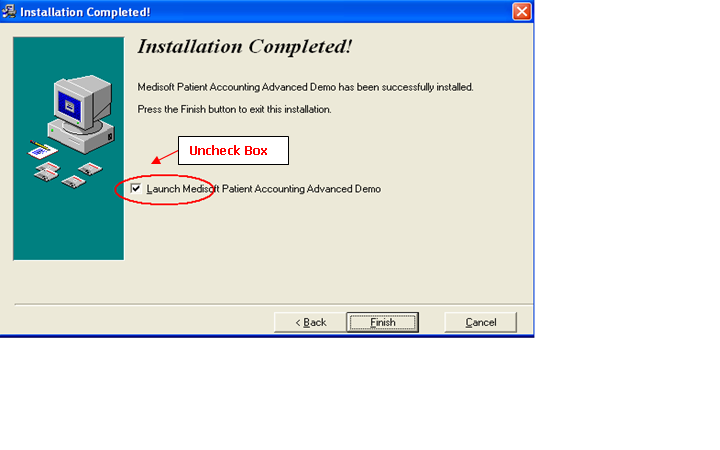 Installation Completed!
Installation Completed!
Medisoft Patient Accounting Advanced Demo has been successfully installed.
Press the Finish button to exit this installation.
Uncheck Box
Launch Medisoft Patient Accounting Advanced Demo
< Back
Finish
Cancel